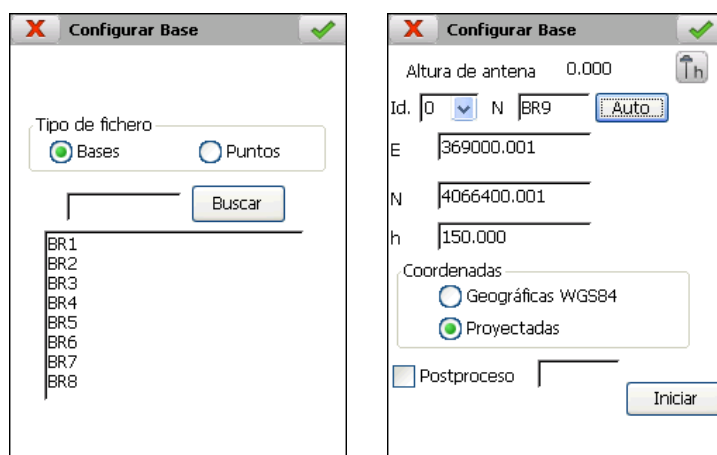 Configurar Base
Tipo de fichero
Bases Puntos
Buscar
BR1
BR2
BR3
BR4
BR5
BR6
BR7
BR8
Configurar Base
Altura de antena 0.000 h
Id. 0 N BR9 Auto
E 369000.001
N 4066400.001
h 150.000
Coordenadas
Geográficas WGS84
Proyectadas
Postproceso
Iniciar